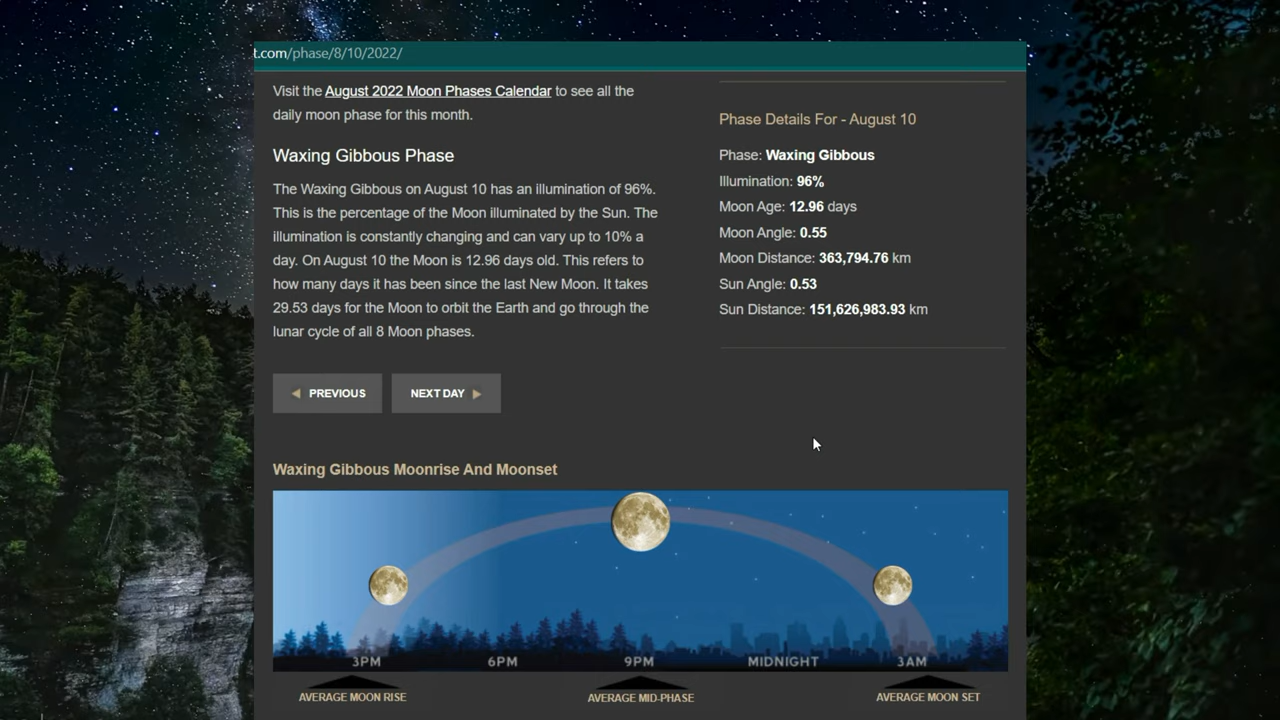 t.com/phase/8/10/2022/
Visit the August 2022 Moon Phases Calendar to see all the
daily moon phase for this month.
Waxing Gibbous Phase
The Waxing Gibbous on August 10 has an illumination of 96%.
This is the percentage of the Moon illuminated by the Sun. The
illumination is constantly changing and can vary up to 10% a
day. On August 10 the Moon is 12.96 days old. This refers to
how many days it has been since the last New Moon. It takes
29.53 days for the Moon to orbit the Earth and go through the
lunar cycle of all 8 Moon phases.
PREVIOUS
NEXT DAY
Phase Details For - August 10
Phase: Waxing Gibbous
Illumination: 96%
Moon Age: 12.96 days
Moon Angle: 0.55
Moon Distance: 363,794.76 km
Sun Angle: 0.53
Sun Distance: 151,626,983.93 km
Waxing Gibbous Moonrise And Moonset
3PM 6PM 9PM MIDNIGHT 3AM
AVERAGE MOON RISE AVERAGE MID-PHASE AVERAGE MOON SET